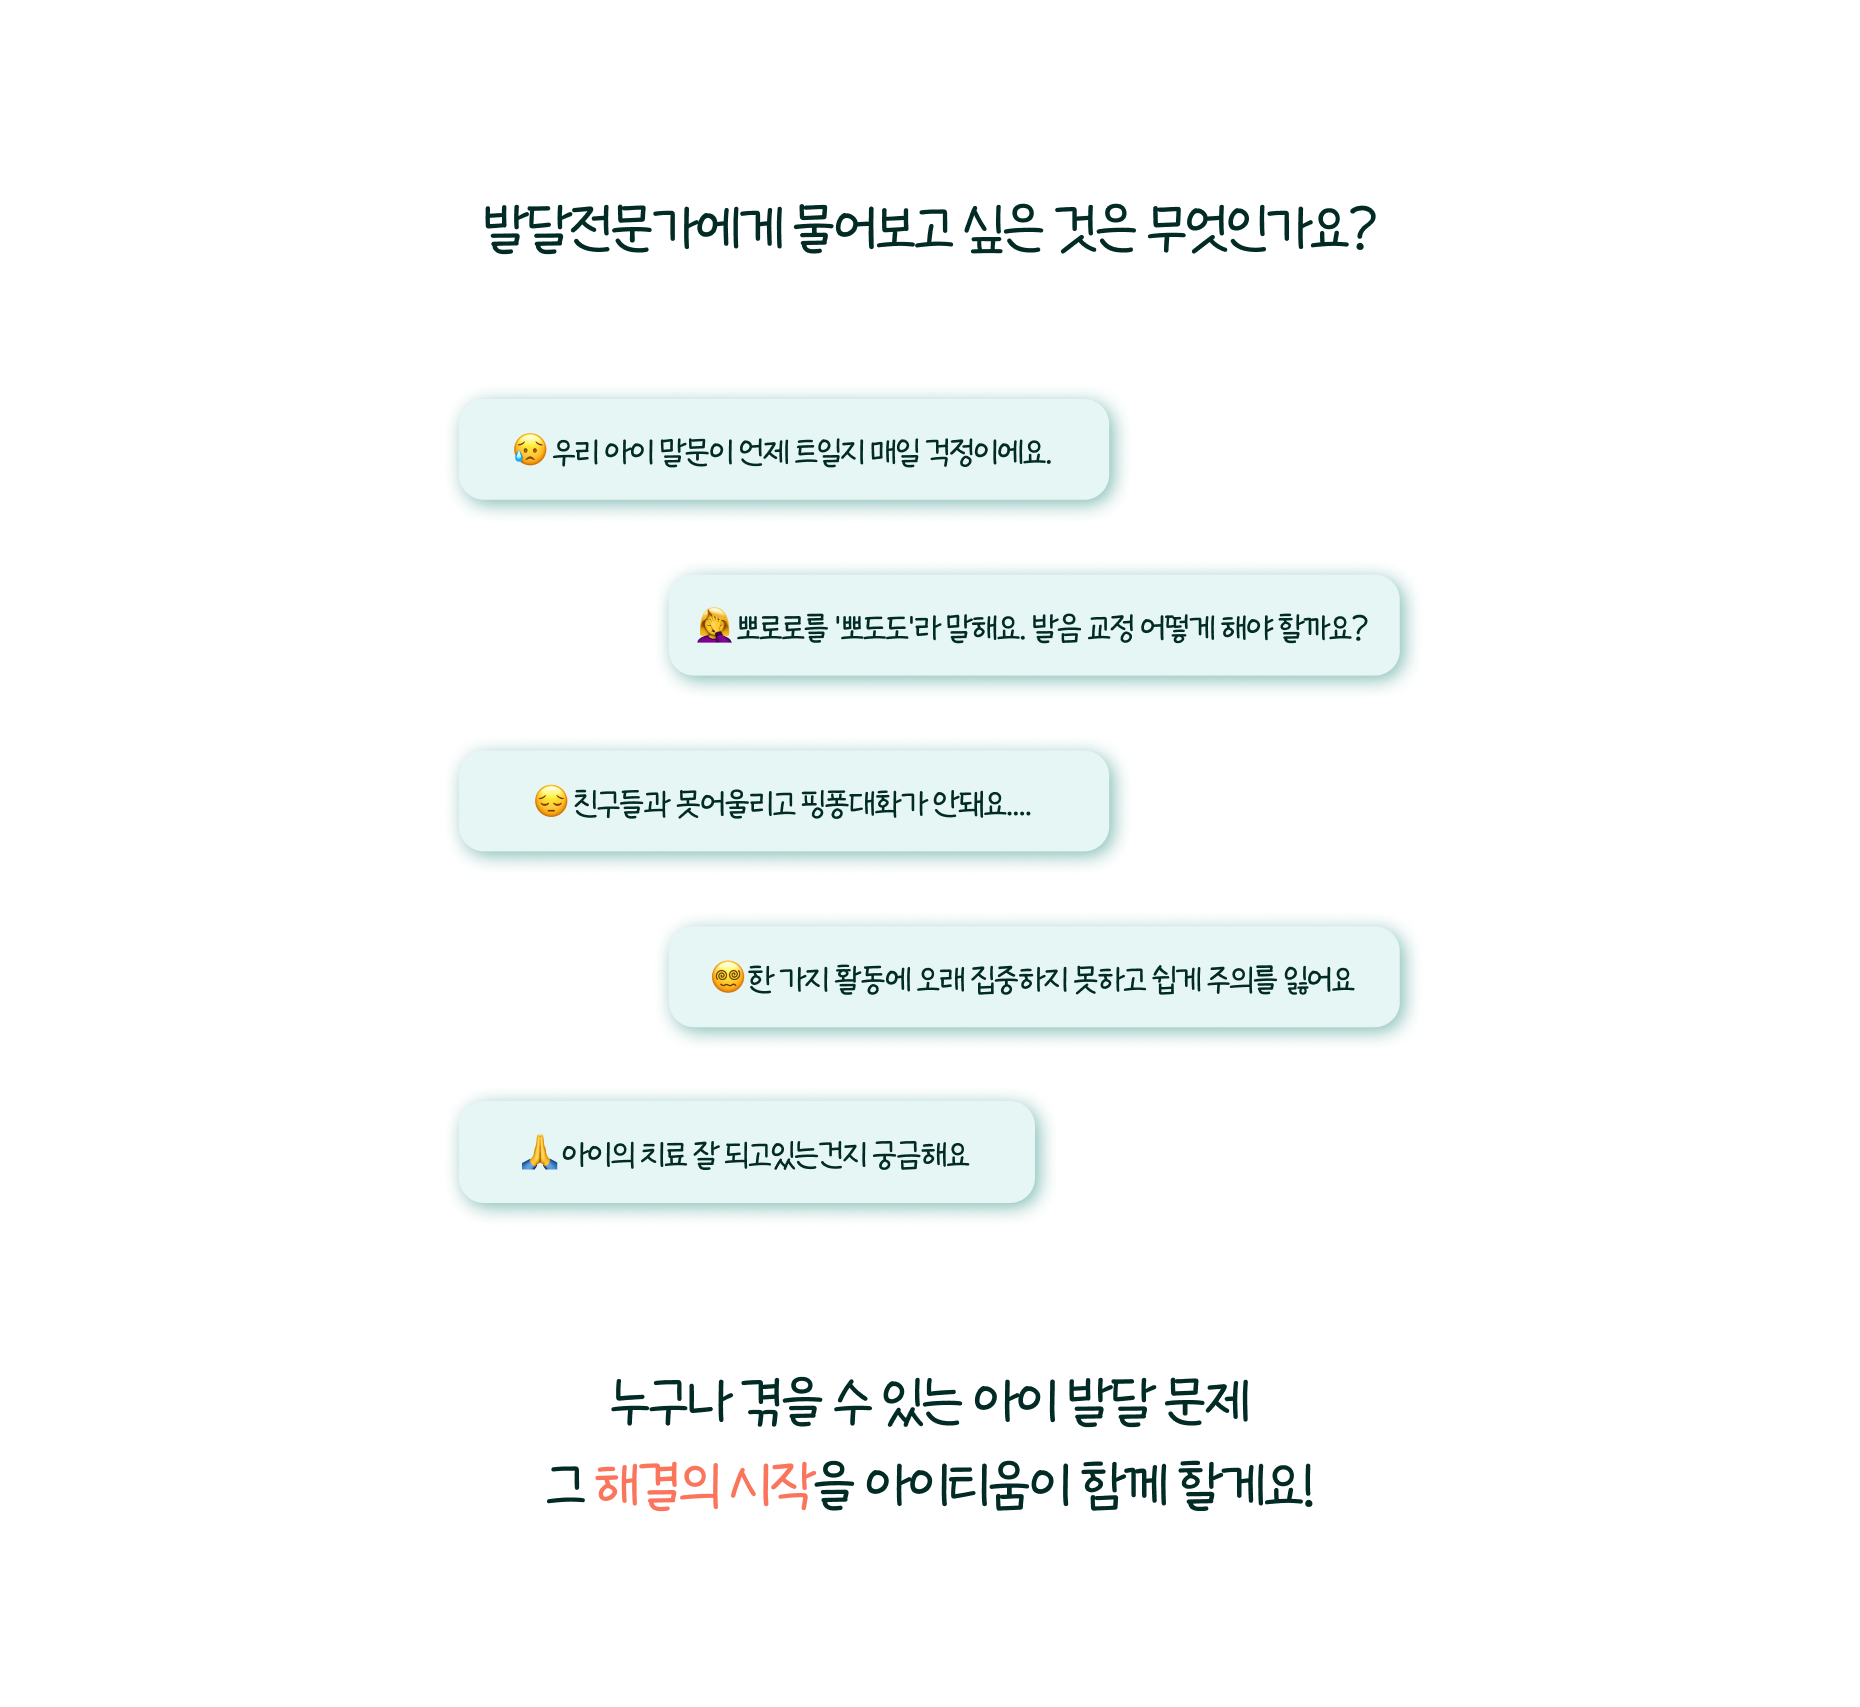 발달전문가에게 물어보고 싶은 것은 무엇인가요?
😥 우리 아이 말문이 언제 트일지 매일 걱정이에요.
🤦‍♀️ 뽀로로를 '뽀도도'라 말해요. 발음 교정 어떻게 해야 할까요?
😔 친구들과 못어울리고 핑퐁대화가 안돼요....
😵‍💫 한 가지 활동에 오래 집중하지 못하고 쉽게 주의를 잃어요
🙏 아이의 치료 잘 되고있는건지 궁금해요
누구나 겪을 수 있는 아이 발달 문제
그 해결의 시작을 아이티움이 함께 할게요!